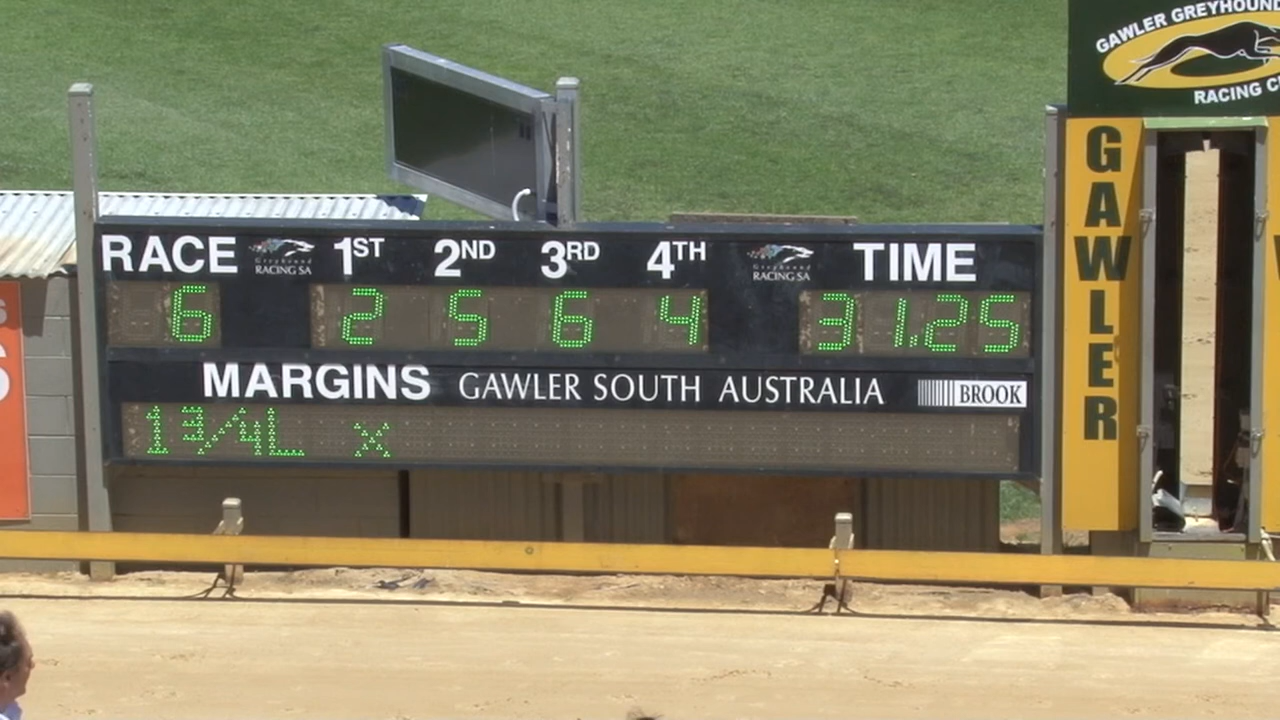 GAWLER GREYHOUND
RACING
RACE 1ST 2ND 3RD 4TH TIME
Greyhound RACING SA
Greyhound RACING SA
6 2 5 6 4 31.25
MARGINS GAWLER SOUTH AUSTRALIA BROOK
1 3/4L x
GAWLER